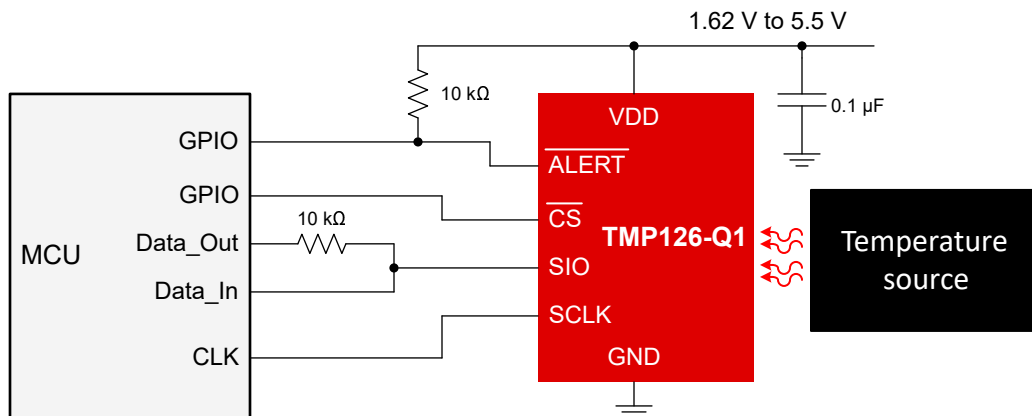 1.62 V to 5.5 V
10 kΩ
0.1 µF
VDD
GPIO
ALERT
GPIO
CS
10 kΩ
Data_Out
TMP126-Q1
MCU
SIO
Data_In
SCLK
CLK
GND
Temperature
source